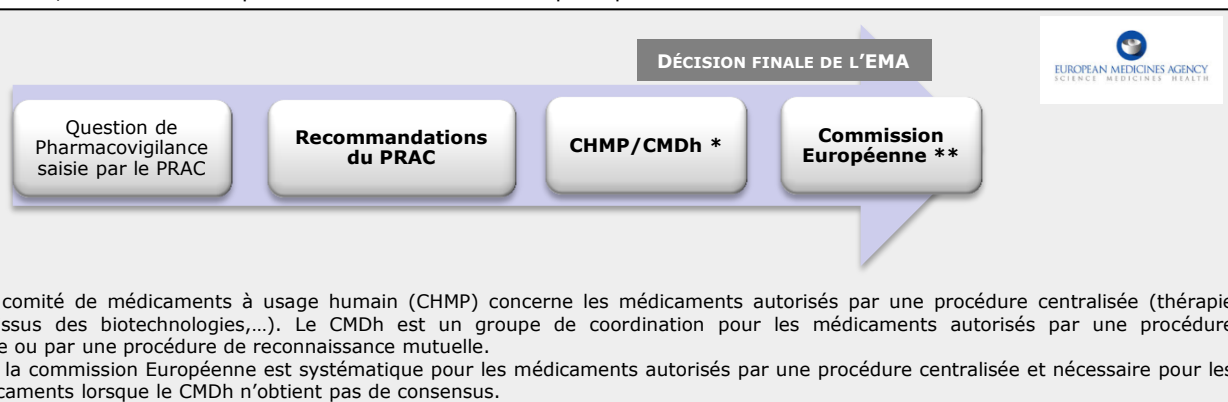 DÉCISION FINALE DE L'EMA
EUROPEAN MEDICINES AGENCY
SCIENCE MEDICINES HEALTH
Question de
Pharmacovigilance
saisie par le PRAC
Recommandations
du PRAC
CHMP/CMDh *
Commission
Européenne **
comité de médicaments à usage humain (CHMP) concerne les médicaments autorisés par une procédure centralisée (thérapie
des biotechnologies,…). Le CMDh est un groupe de coordination pour les médicaments autorisés par une procédure
ou par une procédure de reconnaissance mutuelle.
la commission Européenne est systématique pour les médicaments autorisés par une procédure centralisée et nécessaire pour les
lorsque le CMDh n'obtient pas de consensus.